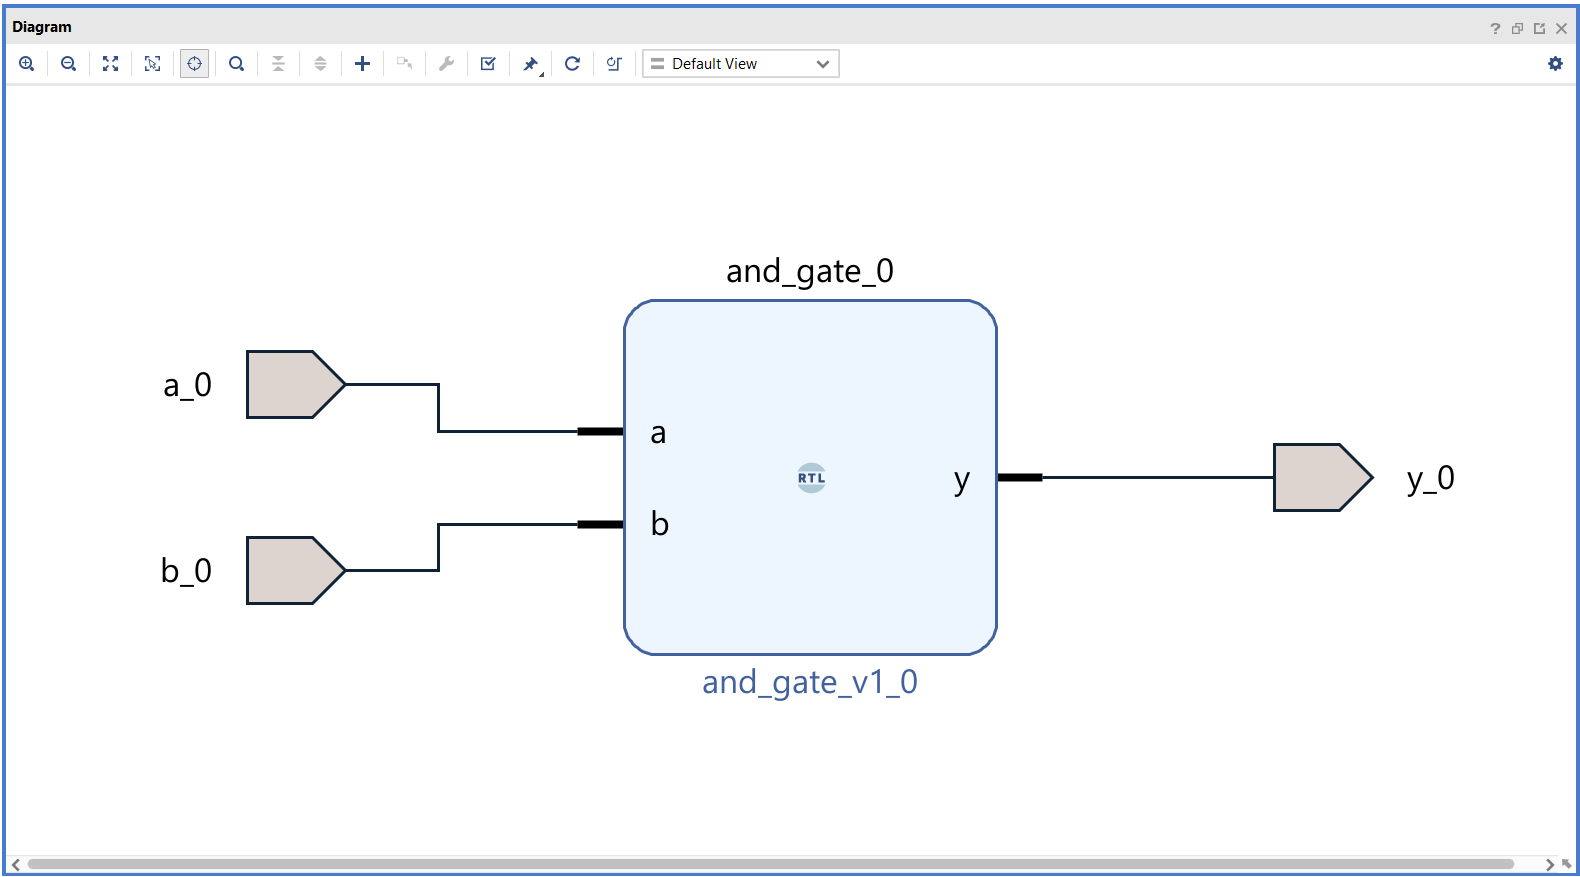 Diagram
Default View
and_gate_0
a_0
a
RTL
y
y_0
b
b_0
and_gate_v1_0